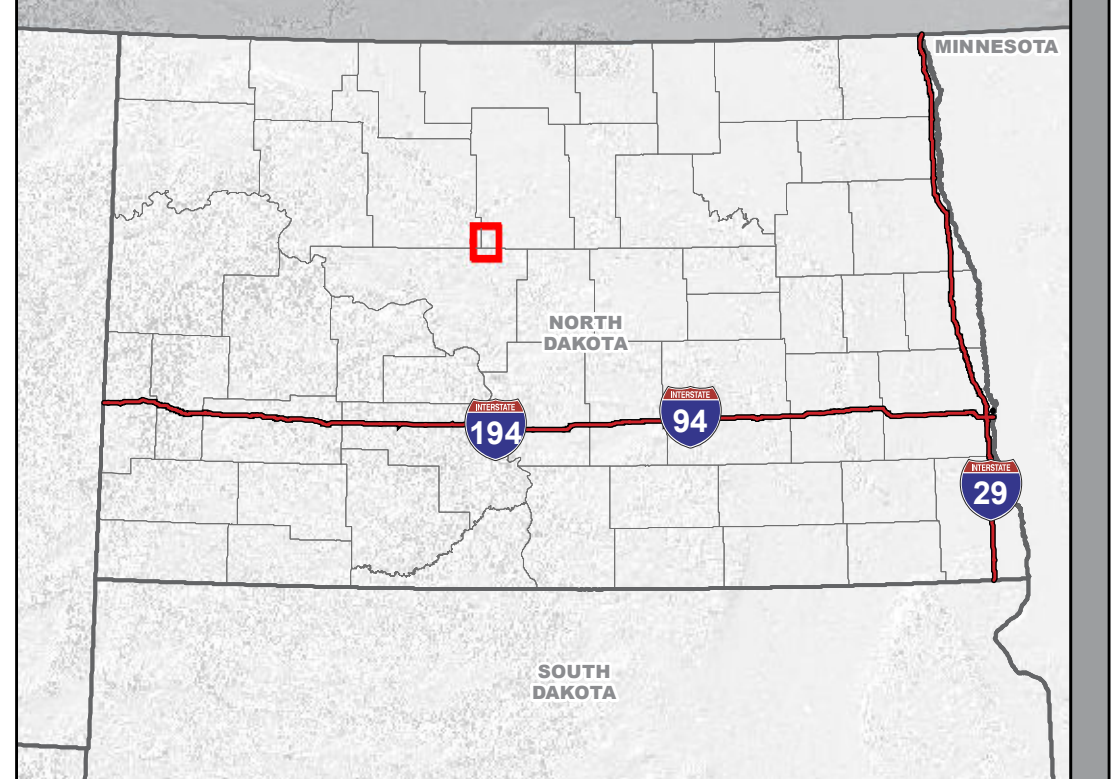 MINNESOTA
NORTH
DAKOTA
INTERSTATE
194
INTERSTATE
94
INTERSTATE
29
SOUTH
DAKOTA